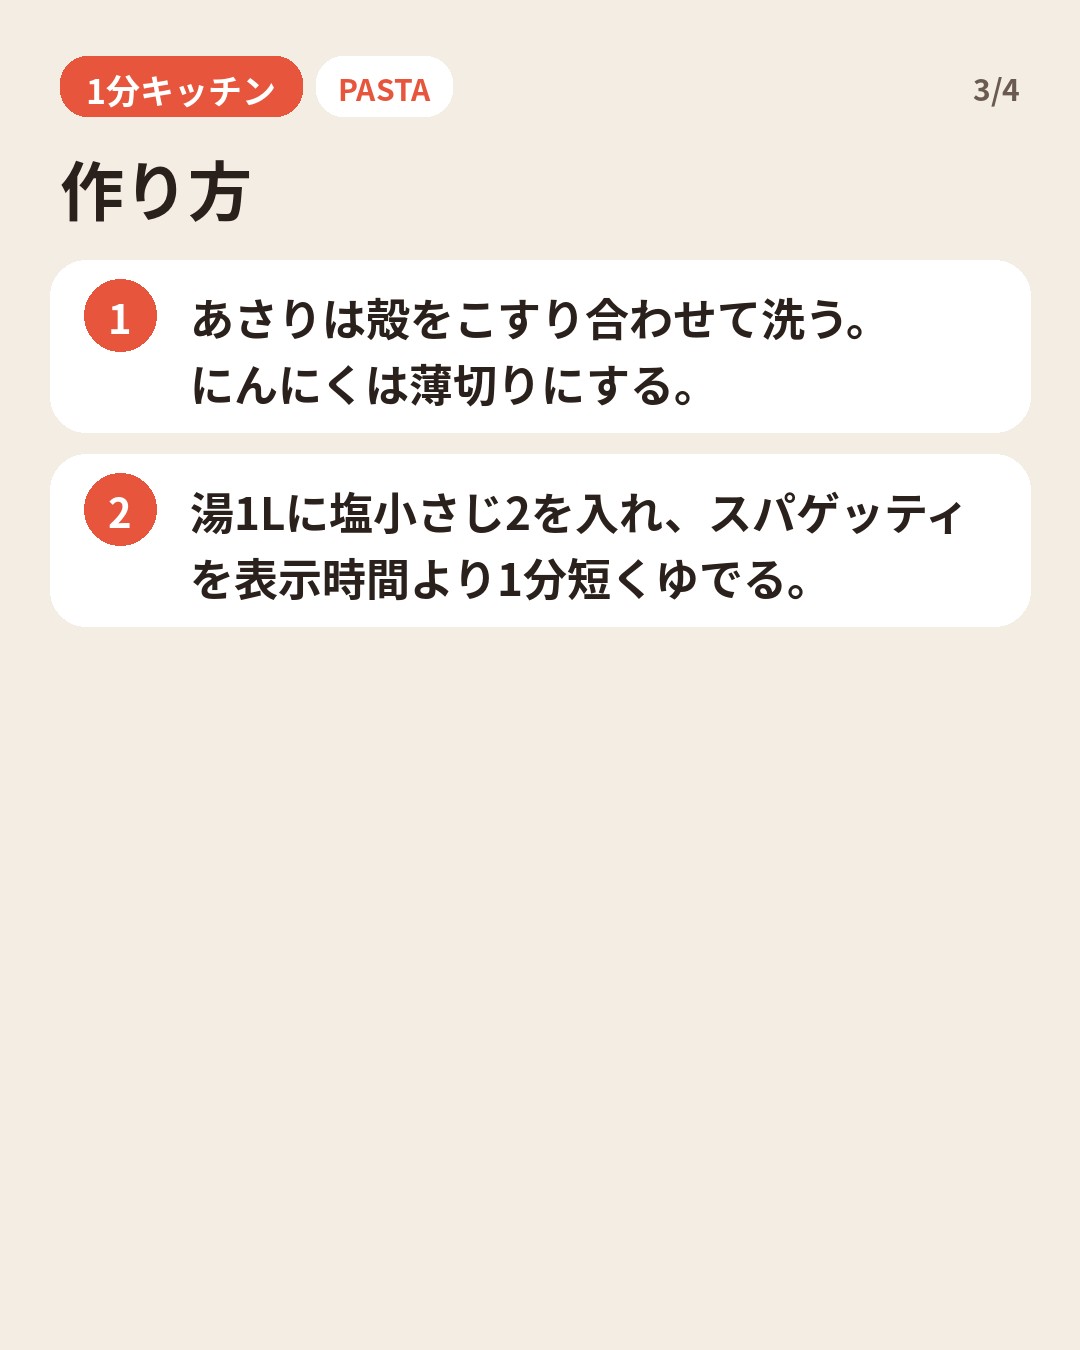 1分キッチン PASTA 3/4
作り方
1 あさりは殻をこすり合わせて洗う。
にんにくは薄切りにする。
2 湯1Lに塩小さじ2を入れ、スパゲッティ
を表示時間より1分短くゆでる。